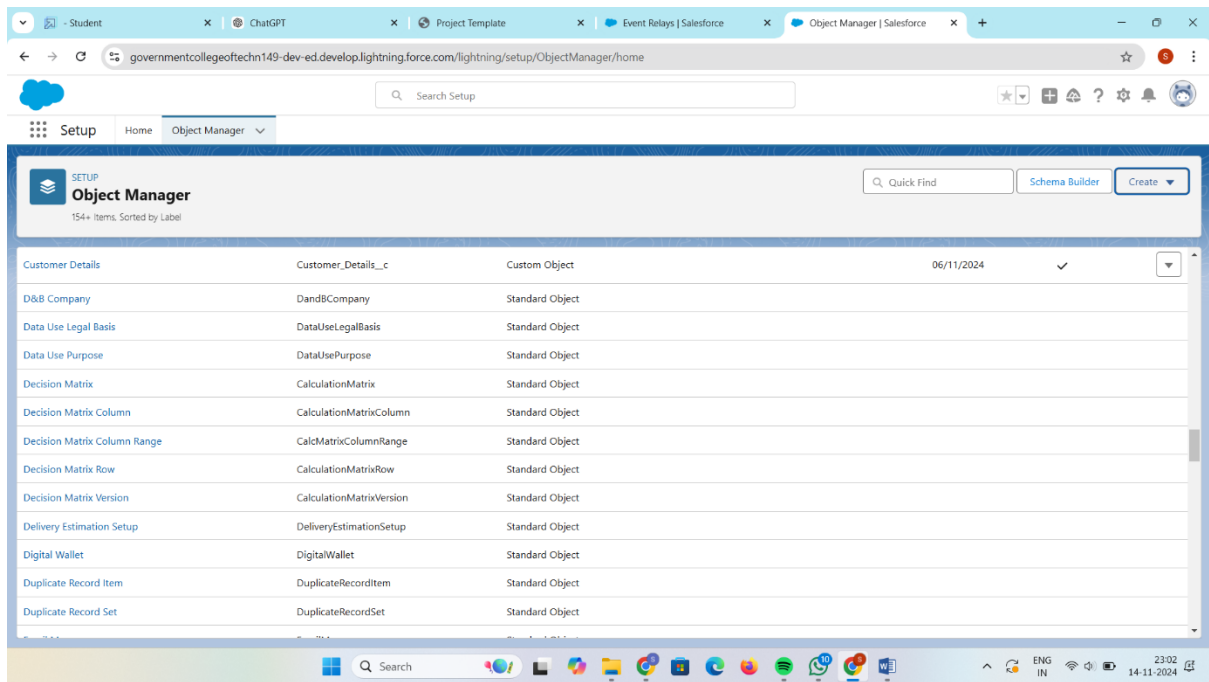 - Student
ChatGPT
Project Template
Event Relays | Salesforce
Object Manager | Salesforce
governmentcollegeoftechn149-dev-ed.develop.lightning.force.com/lightning/setup/ObjectManager/home
S
Search Setup
Setup Home Object Manager
SETUP
Object Manager
154+ Items, Sorted by Label
Quick Find
Schema Builder
Create
Customer Details Customer_Details__c Custom Object 06/11/2024
D&B Company DandBCompany Standard Object
Data Use Legal Basis DataUseLegalBasis Standard Object
Data Use Purpose DataUsePurpose Standard Object
Decision Matrix CalculationMatrix Standard Object
Decision Matrix Column CalculationMatrixColumn Standard Object
Decision Matrix Column Range CalcMatrixColumnRange Standard Object
Decision Matrix Row CalculationMatrixRow Standard Object
Decision Matrix Version CalculationMatrixVersion Standard Object
Delivery Estimation Setup DeliveryEstimationSetup Standard Object
Digital Wallet DigitalWallet Standard Object
Duplicate Record Item DuplicateRecordItem Standard Object
Duplicate Record Set DuplicateRecordSet Standard Object
Search
10
ENG
IN
23:02
14-11-2024